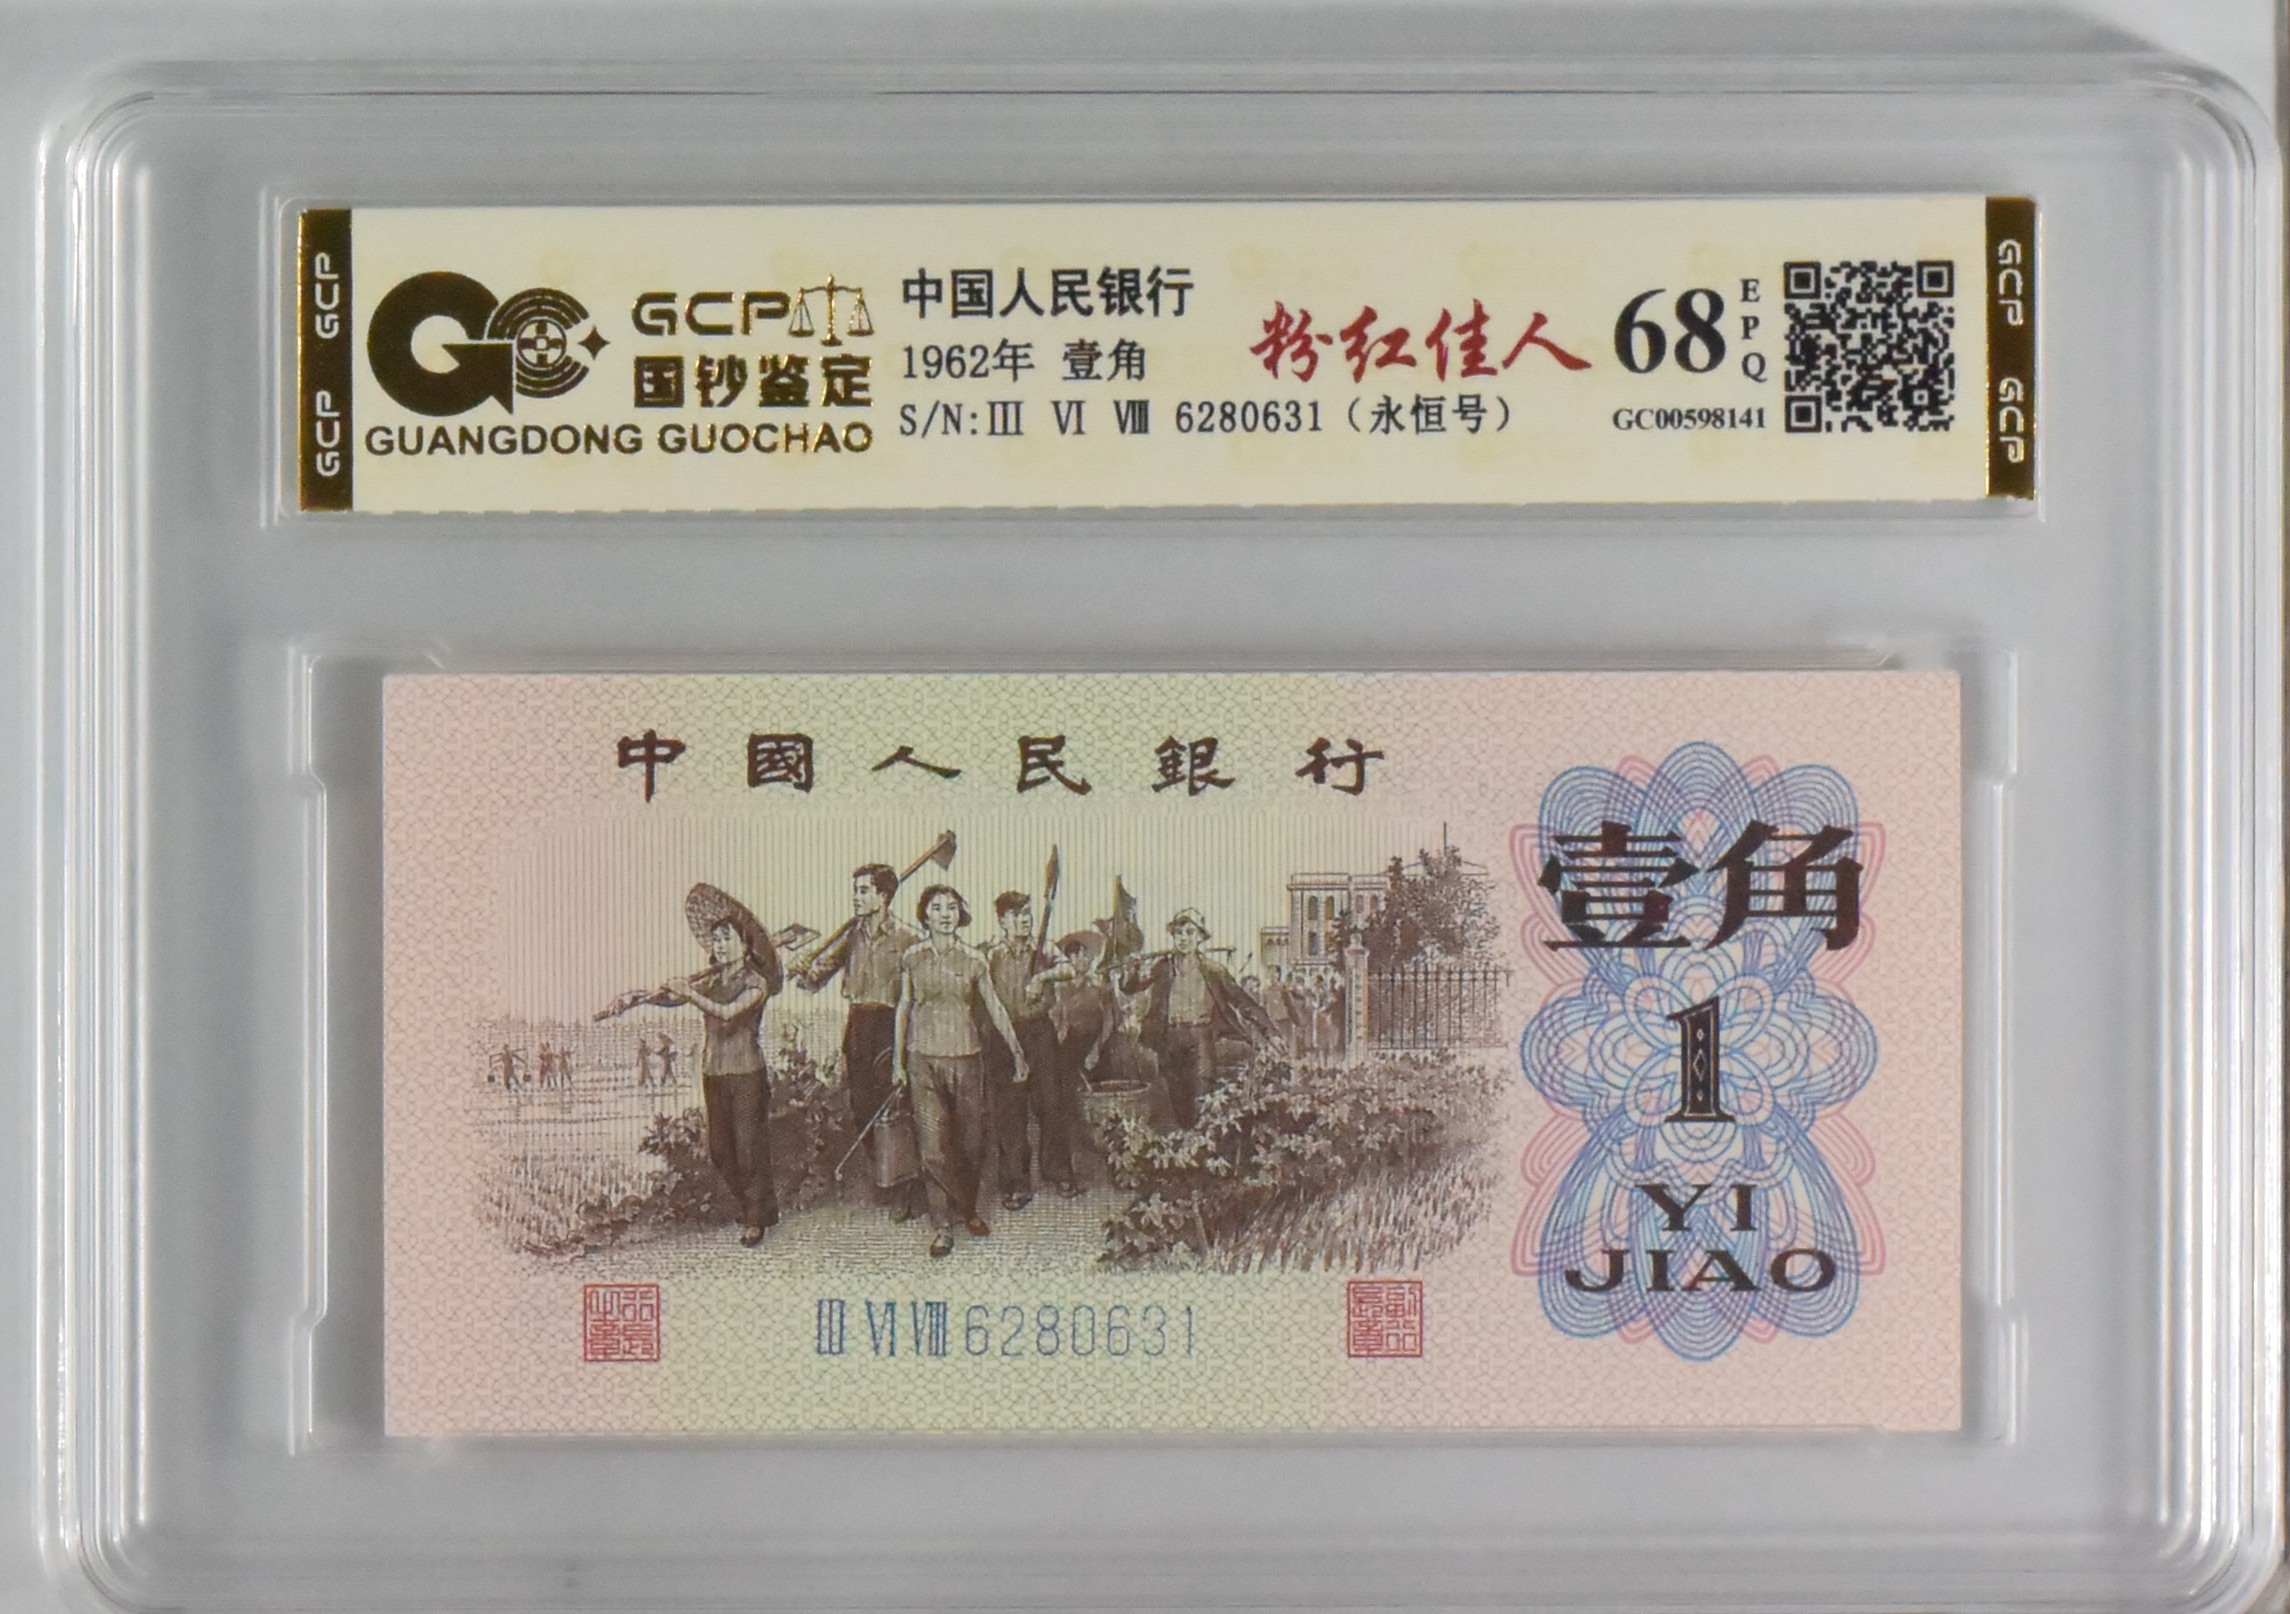 GCP
GCP
GCP
国钞鉴定
GUANGDONG GUOCHAO
中国人民银行
1962年 壹角
S/N:Ⅲ Ⅵ Ⅷ 6280631（永恒号）
粉红佳人
68
EPQ
GC00598141
GCP
GCP
中國人民銀行
壹角
1
YI
JIAO
Ⅲ Ⅵ Ⅷ 6280631